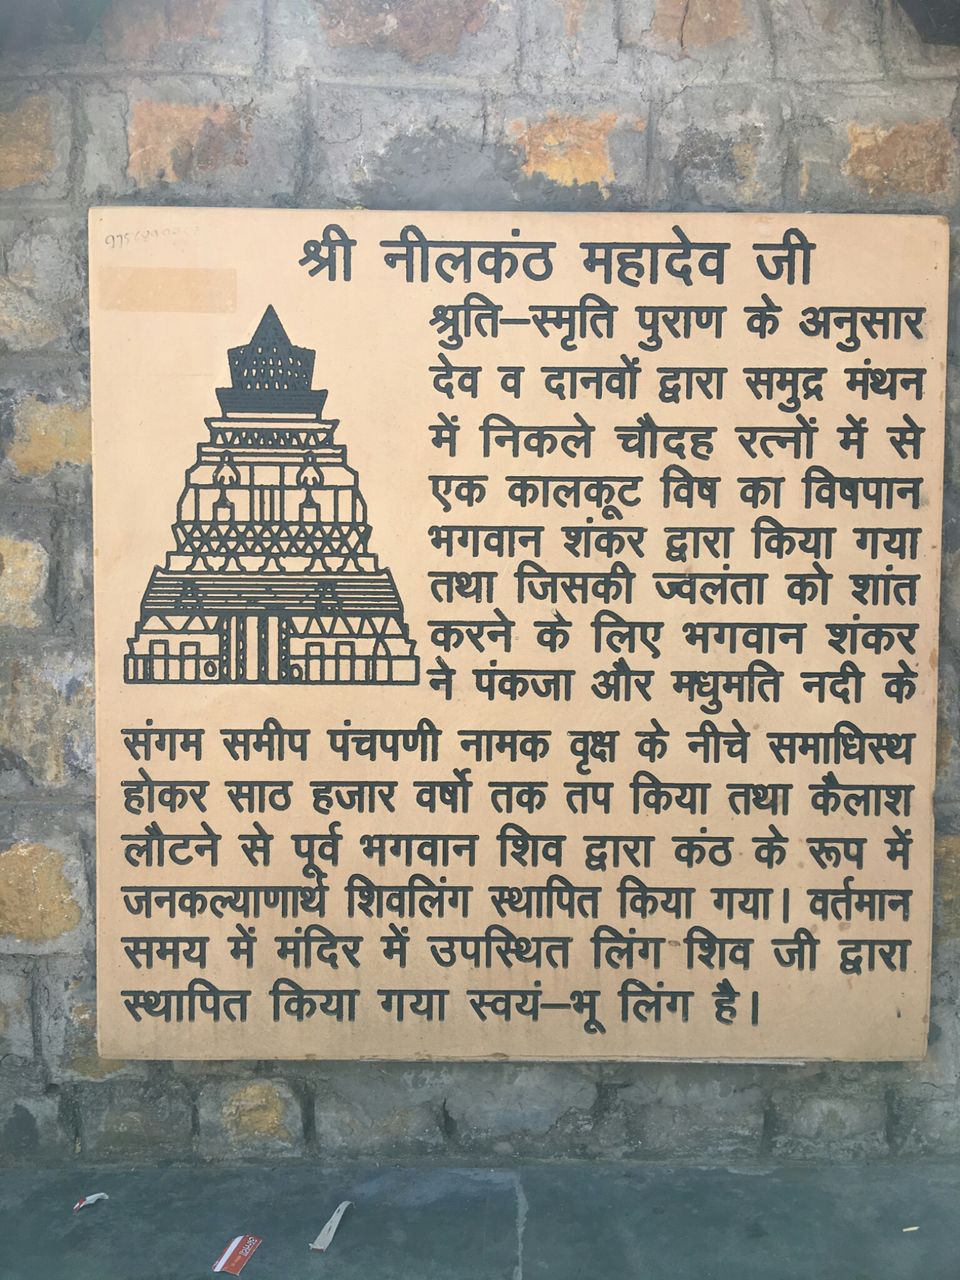 श्री नीलकंठ महादेव जी
श्रुति–स्मृति पुराण के अनुसार
देव व दानवों द्वारा समुद्र मंथन
में निकले चौदह रत्नों में से
एक कालकूट विष का विषपान
भगवान शंकर द्वारा किया गया
तथा जिसकी ज्वलंता को शांत
करने के लिए भगवान शंकर
ने पंकजा और मधुमति नदी के
संगम समीप पंचपणी नामक वृक्ष के नीचे समाधिस्थ
होकर साठ हजार वर्षो तक तप किया तथा कैलाश
लौटने से पूर्व भगवान शिव द्वारा कंठ के रूप में
जनकल्याणार्थ शिवलिंग स्थापित किया गया। वर्तमान
समय में मंदिर में उपस्थित लिंग शिव जी द्वारा
स्थापित किया गया स्वयं–भू लिंग है।